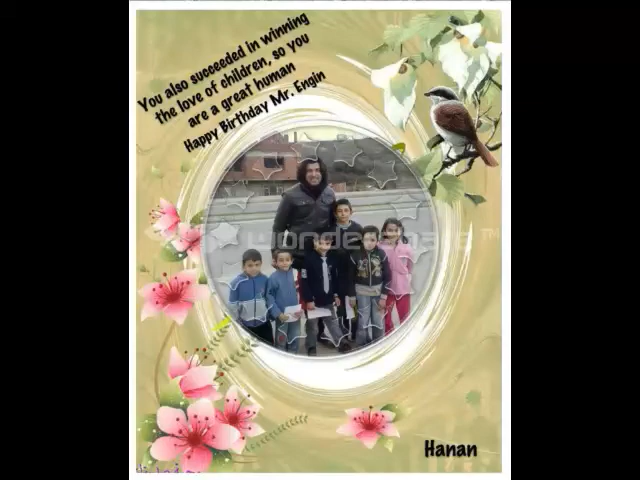 You also succeeded in winning
the love of children, so you
are a great human
Happy Birthday Mr. Engin
Hanan